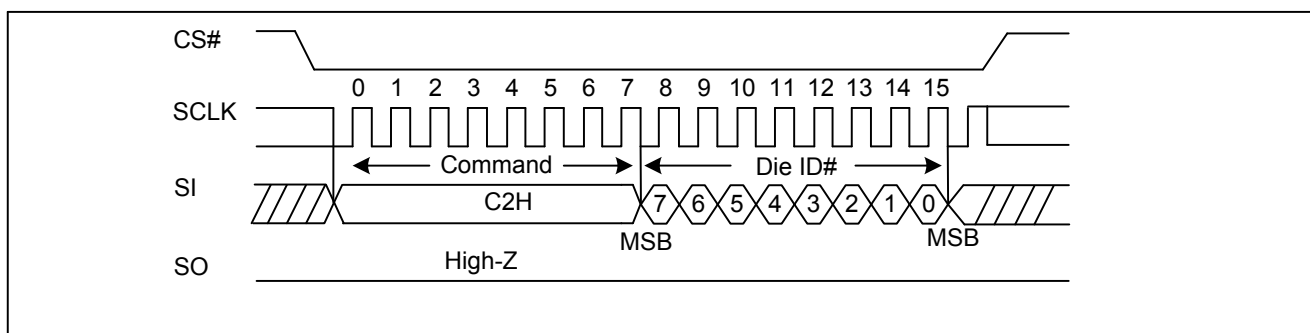 CS#
0 1 2 3 4 5 6 7 8 9 10 11 12 13 14 15
SCLK
Command Die ID#
SI
C2H 7 6 5 4 3 2 1 0
MSB MSB
SO High-Z